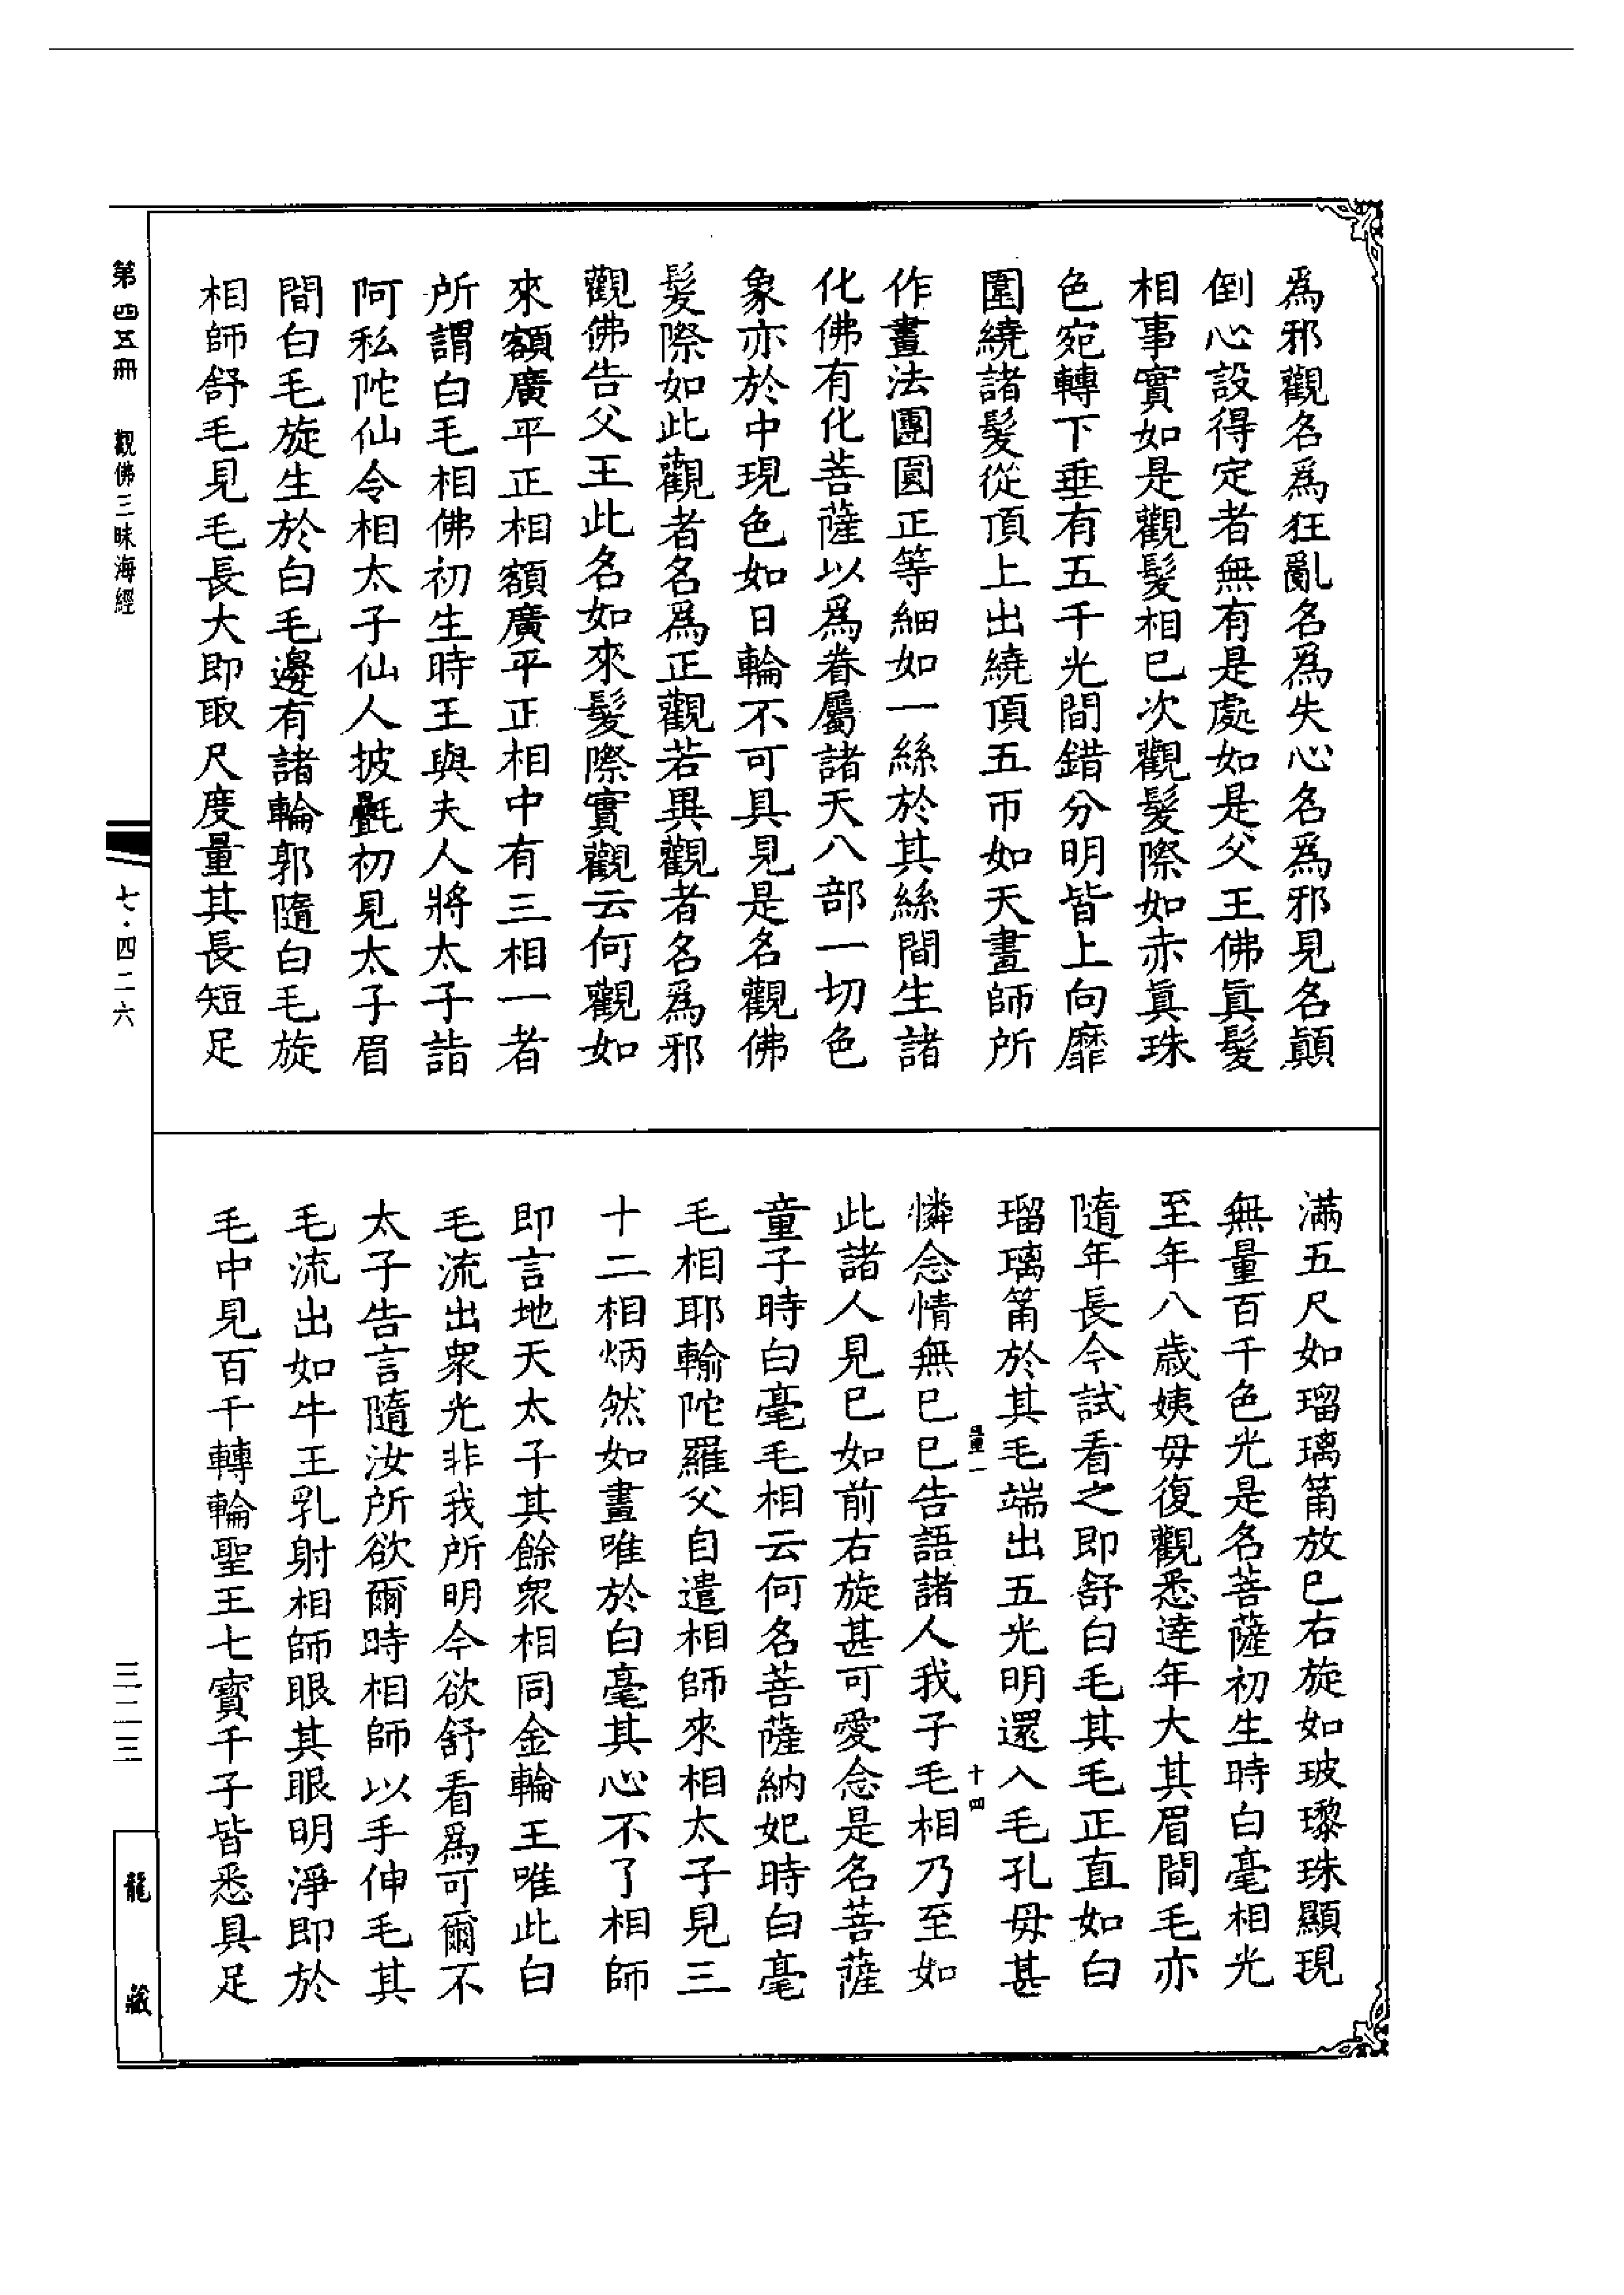 為邪觀名為狂亂名為失心名為邪見名顛
倒心設得定者無有是處如是父王佛真髮
相事實如是觀髮相已次觀髮際如赤真珠
色宛轉下垂有五千光間錯分明皆上向靡
圍繞諸髮從頂上出繞頂五帀如天畫師所
作畫法團圓正等細如一絲於其絲間生諸
化佛有化菩薩以為眷屬諸天八部一切色
象亦於中現色如日輪不可具見是名觀佛
髮際如此觀者名為正觀若異觀者名為邪
觀佛告父王此名如來髮際實觀云何觀如
來額廣平正相額廣平正相中有三相一者
所謂白毛相佛初生時王與夫人將太子詣
阿私陀仙令相太子仙人披氎初見太子眉
間白毛旋生於白毛邊有諸輪郭隨白毛旋
相師舒毛見毛長大即取尺度量其長短足
滿五尺如瑠璃筩放已右旋如玻瓈珠顯現
無量百千色光是名菩薩初生時白毫相光
至年八歲姨母復觀悉達年大其眉間毛亦
隨年長今試看之即舒白毛其毛正直如白
瑠璃筩於其毛端出五光明還入毛孔母甚
十四
憐念情無已已告語諸人我子毛相乃至如
此諸人見已如前右旋甚可愛念是名菩薩
童子時白毫毛相云何名菩薩納妃時白毫
毛相耶輸陀羅父自遣相師來相太子見三
十二相炳然如畫唯於白毫其心不了相師
即言地天太子其餘眾相同金輪王唯此白
毛流出眾光非我所明今欲舒看為可爾不
太子告言隨汝所欲爾時相師以手伸毛其
毛流出如牛王乳射相師眼其眼明淨即於
毛中見百千轉輪聖王七寶千子皆悉具足
第四五冊 觀佛三昧海經
七·四二六
三二三
龍藏